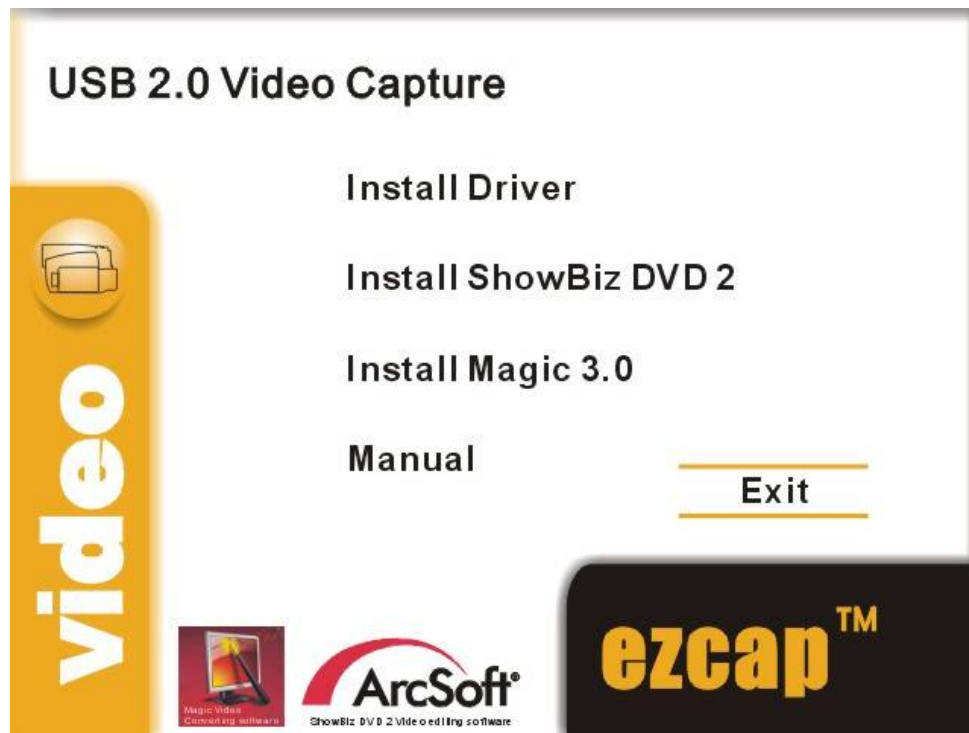 USB 2.0 Video Capture
Install Driver
Install ShowBiz DVD 2
Install Magic 3.0
Manual
Exit
video
Magic Video
Converting software
ArcSoft®
ShowBiz DVD 2 Video editing software
ezcap™